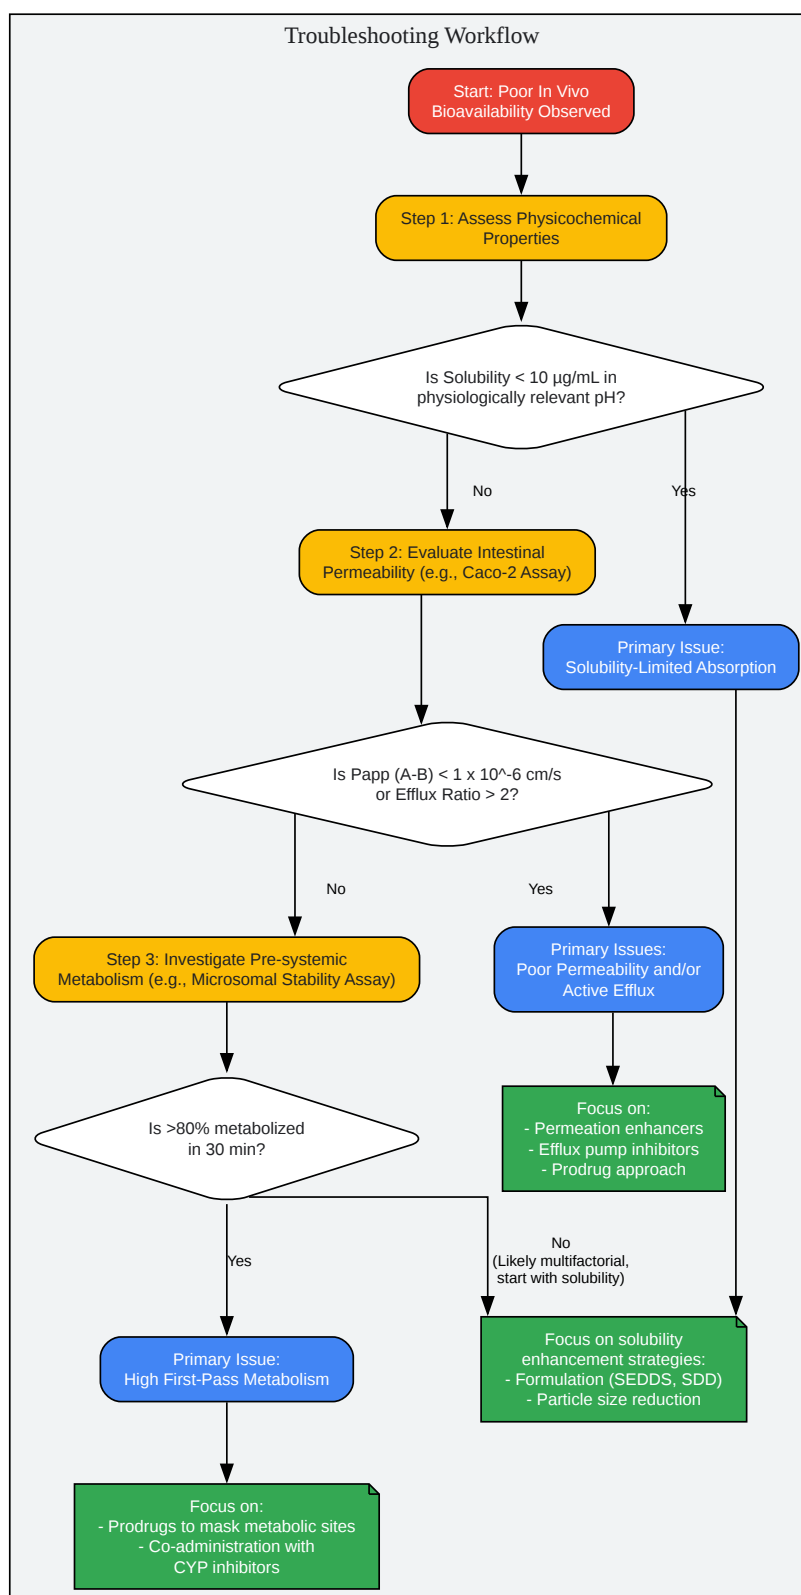 Troubleshooting Workflow
Start: Poor In Vivo
Bioavailability Observed
Step 1: Assess Physicochemical
Properties
Is Solubility < 10 µg/mL in
physiologically relevant pH?
No
Yes
Step 2: Evaluate Intestinal
Permeability (e.g., Caco-2 Assay)
Primary Issue:
Solubility-Limited Absorption
Is Papp (A-B) < 1 x 10^-6 cm/s
or Efflux Ratio > 2?
No
Yes
Step 3: Investigate Pre-systemic
Metabolism (e.g., Microsomal Stability Assay)
Primary Issues:
Poor Permeability and/or
Active Efflux
Is >80% metabolized
in 30 min?
Focus on:
- Permeation enhancers
- Efflux pump inhibitors
- Prodrug approach
Yes
No
(Likely multifactorial,
start with solubility)
Primary Issue:
High First-Pass Metabolism
Focus on solubility
enhancement strategies:
- Formulation (SEDDS, SDD)
- Particle size reduction
Focus on:
- Prodrugs to mask metabolic sites
- Co-administration with
CYP inhibitors